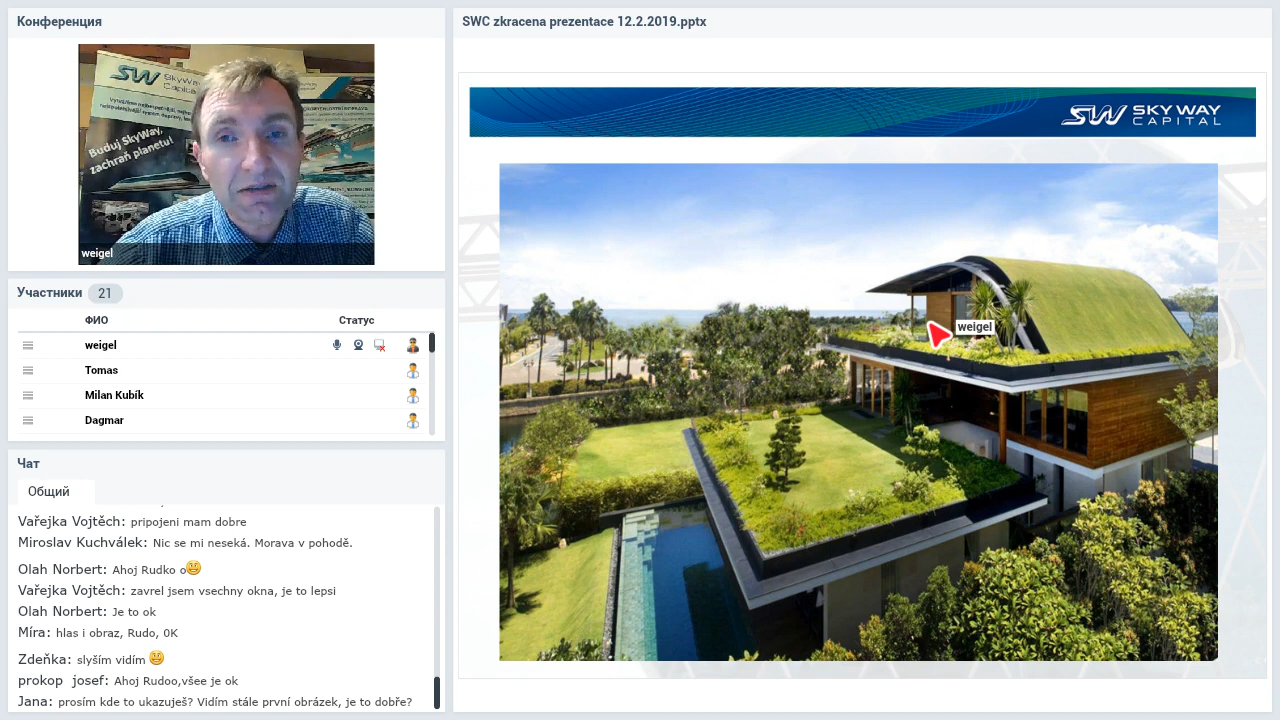 Конференция
SW SkyWay
Capital
Buduj SkyWay,
zachraň planetu!
weigel
Участники 21
ФИО Статус
weigel
Tomas
Milan Kubík
Dagmar
Чат
Общий
Vařejka Vojtěch: pripojeni mam dobre
Miroslav Kuchválek: Nic se mi neseká. Morava v pohodě.
Olah Norbert: Ahoj Rudko o
Vařejka Vojtěch: zavrel jsem vsechny okna, je to lepsi
Olah Norbert: Je to ok
Míra: hlas i obraz, Rudo, 0K
Zdeňka: slyším vidím
prokop josef: Ahoj Rudoo,všee je ok
Jana: prosím kde to ukazuješ? Vidím stále první obrázek, je to dobře?
SWC zkracena prezentace 12.2.2019.pptx
SW SKY WAY
CAPITAL
weigel